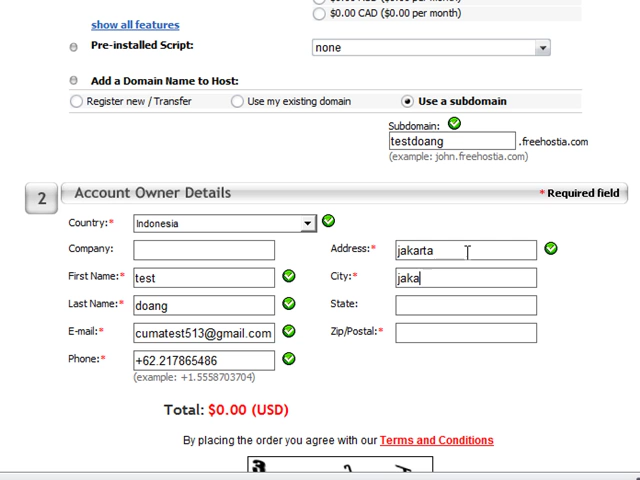 $0.00 CAD ($0.00 per month)
show all features
Pre-installed Script: none
Add a Domain Name to Host:
Register new / Transfer Use my existing domain Use a subdomain
Subdomain:
testdoang .freehostia.com
(example: john.freehostia.com)
2 Account Owner Details * Required field
Country:* Indonesia
Company: Address:* jakarta
First Name:* test City:* jaka
Last Name:* doang State:
E-mail:* cumatest513@gmail.com Zip/Postal:*
Phone:* +62.217865486
(example: +1.5558703704)
Total: $0.00 (USD)
By placing the order you agree with our Terms and Conditions